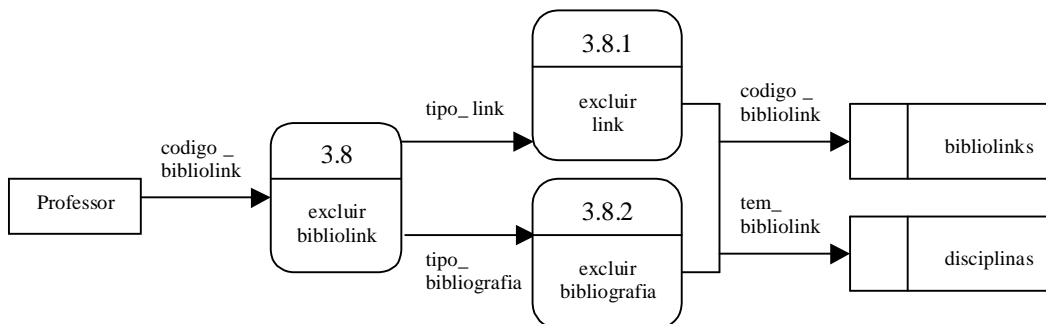 Professor
codigo _
bibliolink
3.8
excluir
bibliolink
tipo_ link
tipo_
bibliografia
3.8.1
excluir
link
3.8.2
excluir
bibliografia
codigo _
bibliolink
tem_
bibliolink
bibliolinks
disciplinas